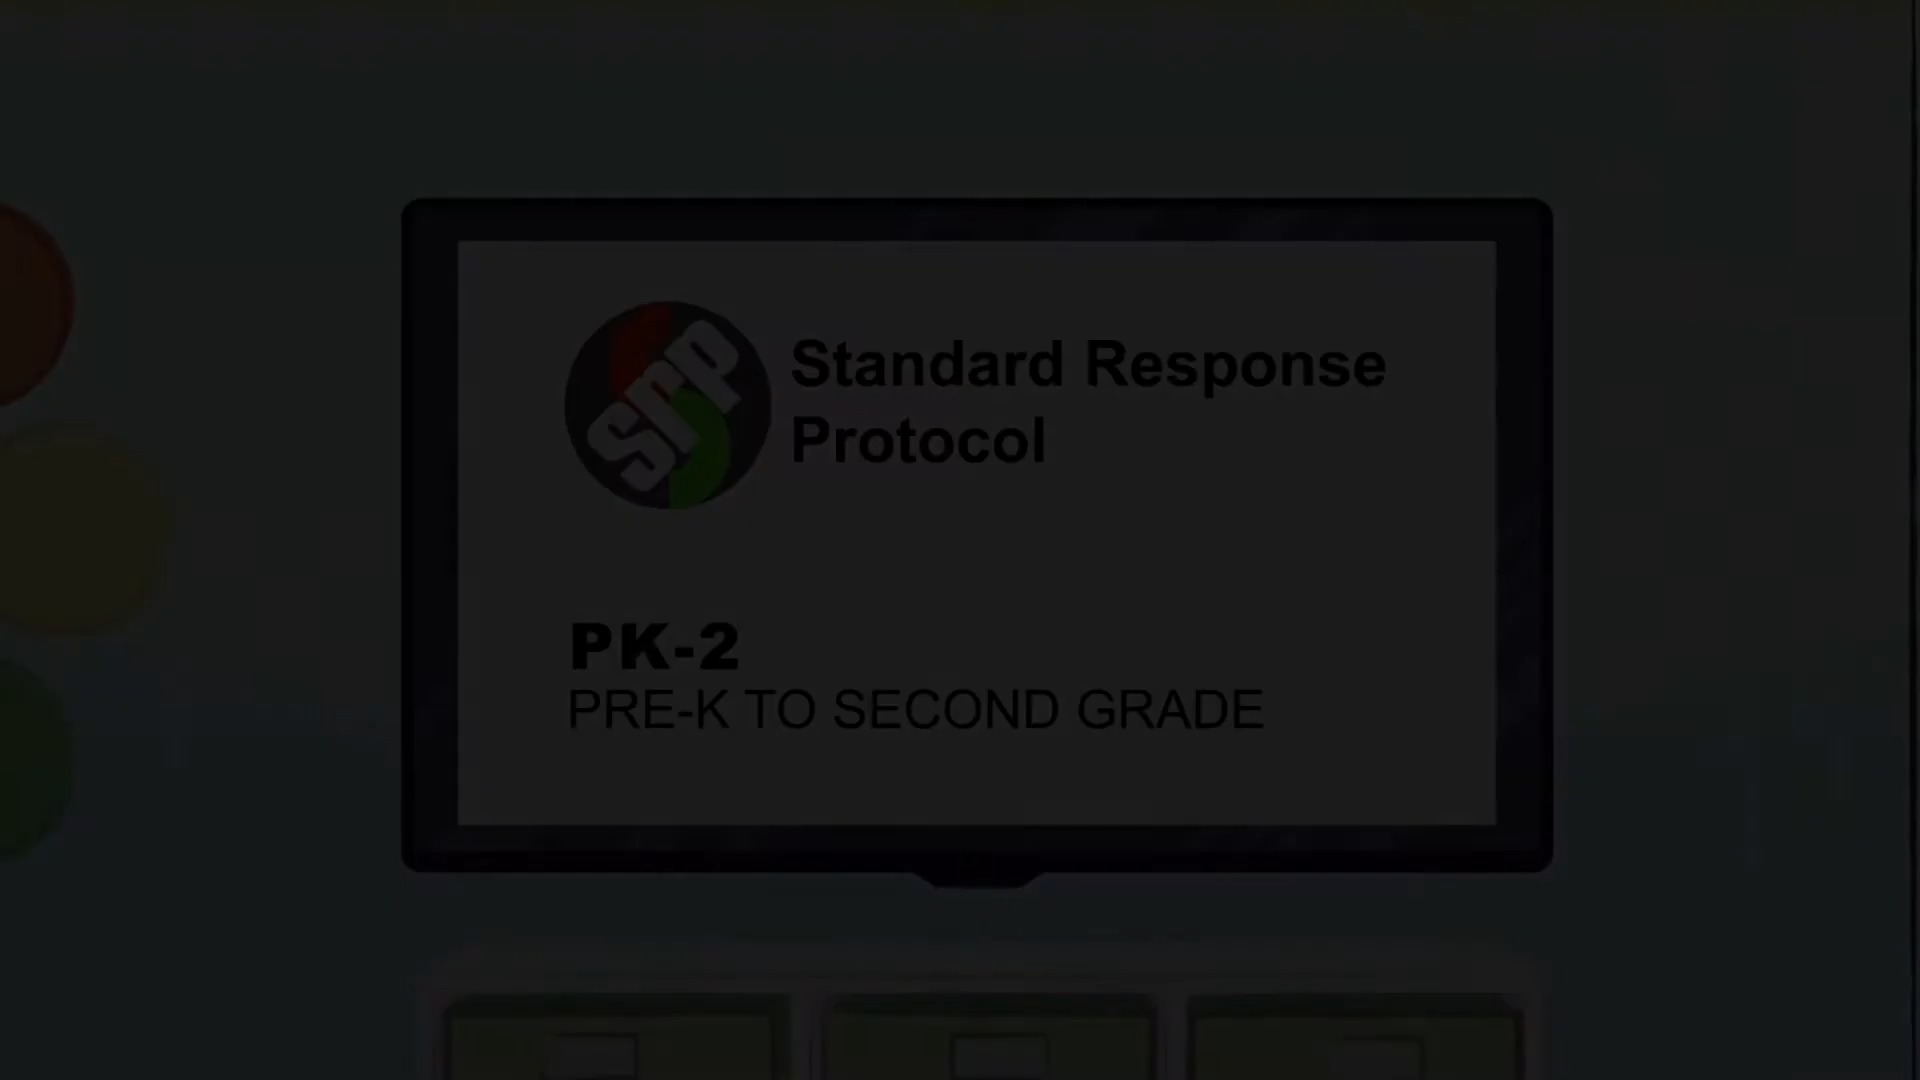 srp
Standard Response
Protocol
PK-2
PRE-K TO SECOND GRADE